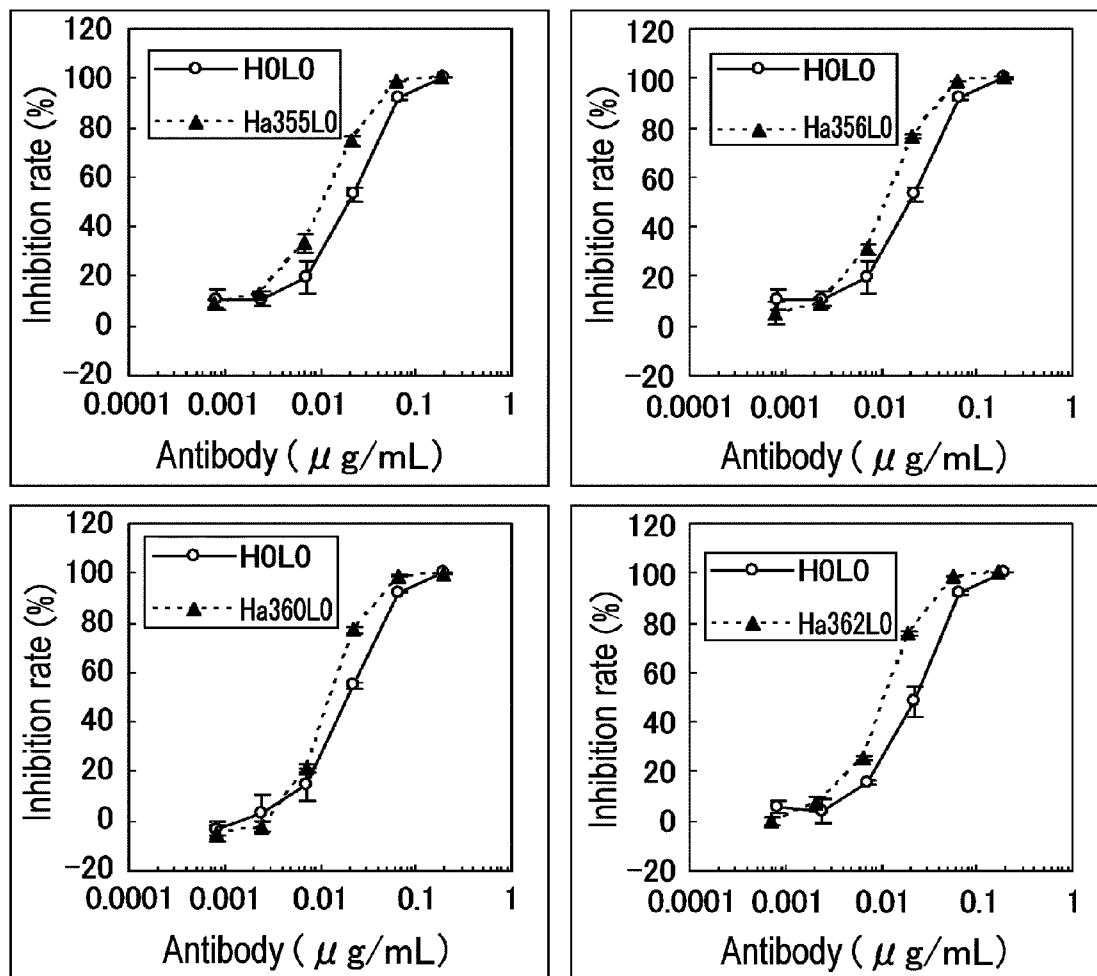 120
100
80
60
40
20
0
−20
Inhibition rate (%)
H0L0
Ha355L0
0.0001 0.001 0.01 0.1 1
Antibody ( μ g/mL)
120
100
80
60
40
20
0
−20
Inhibition rate (%)
H0L0
Ha356L0
0.0001 0.001 0.01 0.1 1
Antibody ( μ g/mL)
120
100
80
60
40
20
0
−20
Inhibition rate (%)
H0L0
Ha360L0
0.0001 0.001 0.01 0.1 1
Antibody ( μ g/mL)
120
100
80
60
40
20
0
−20
Inhibition rate (%)
H0L0
Ha362L0
0.0001 0.001 0.01 0.1 1
Antibody ( μ g/mL)